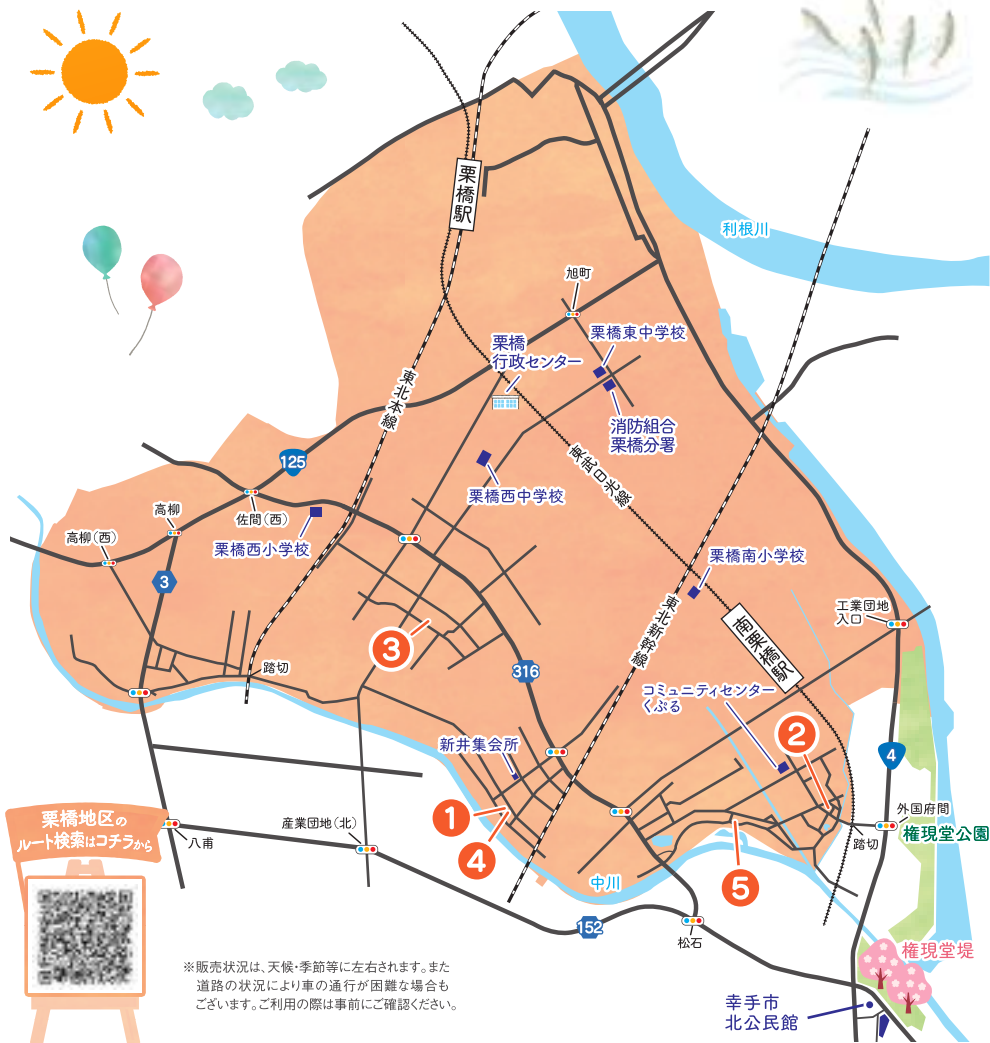 栗橋駅
利根川
旭町
栗橋東中学校
栗橋
行政センター
東北本線
消防組合
栗橋分署
125
東武日光線
栗橋西中学校
高柳
佐間（西）
高柳（西）
栗橋西小学校
栗橋南小学校
3
工業団地
入口
東北新幹線
南栗橋駅
3
踏切
316
コミュニティセンター
くぷる
2
新井集会所
4
1
外国府間
権現堂公園
踏切
栗橋地区の
ルート検索はコチラから
八甫
産業団地（北）
4
5
中川
152
松石
権現堂堤
※販売状況は、天候・季節等に左右されます。また
道路の状況により車の通行が困難な場合も
ございます。ご利用の際は事前にご確認ください。
幸手市
北公民館